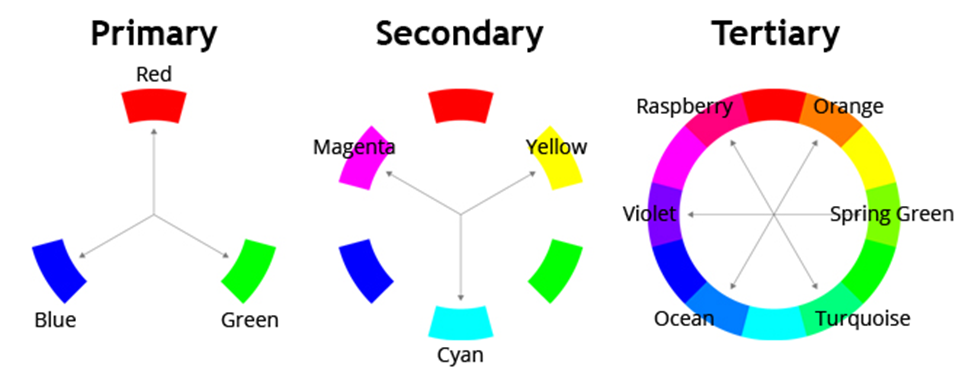 Primary
Secondary
Tertiary
Red
Blue
Green
Magenta
Yellow
Cyan
Raspberry
Orange
Violet
Spring Green
Ocean
Turquoise